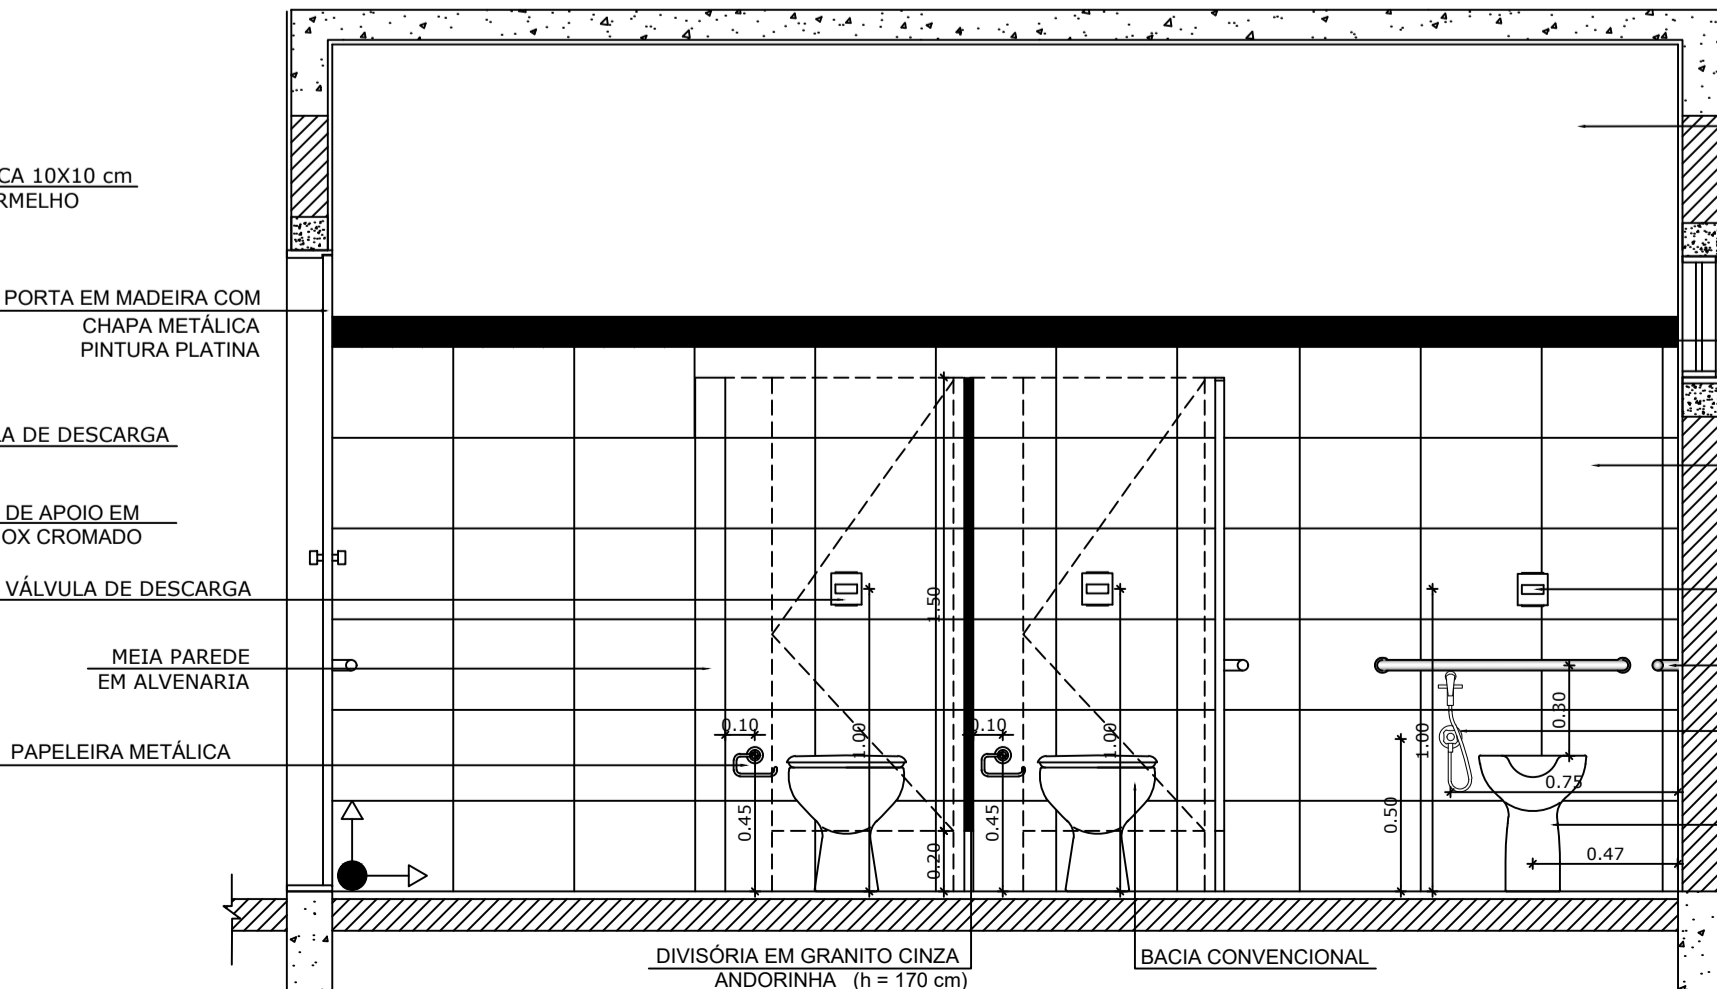 CA 10X10 cm
RMELHO
PORTA EM MADEIRA COM
CHAPA METÁLICA
PINTURA PLATINA
A DE DESCARGA
DE APOIO EM
OX CROMADO
VÁLVULA DE DESCARGA
1.50
MEIA PAREDE
EM ALVENARIA
0.30
0.10
1.00
0.10
1.00
1.00
PAPELEIRA METÁLICA
0.75
0.45
0.45
0.50
0.20
0.47
DIVISÓRIA EM GRANITO CINZA
ANDORINHA (h = 170 cm)
BACIA CONVENCIONAL